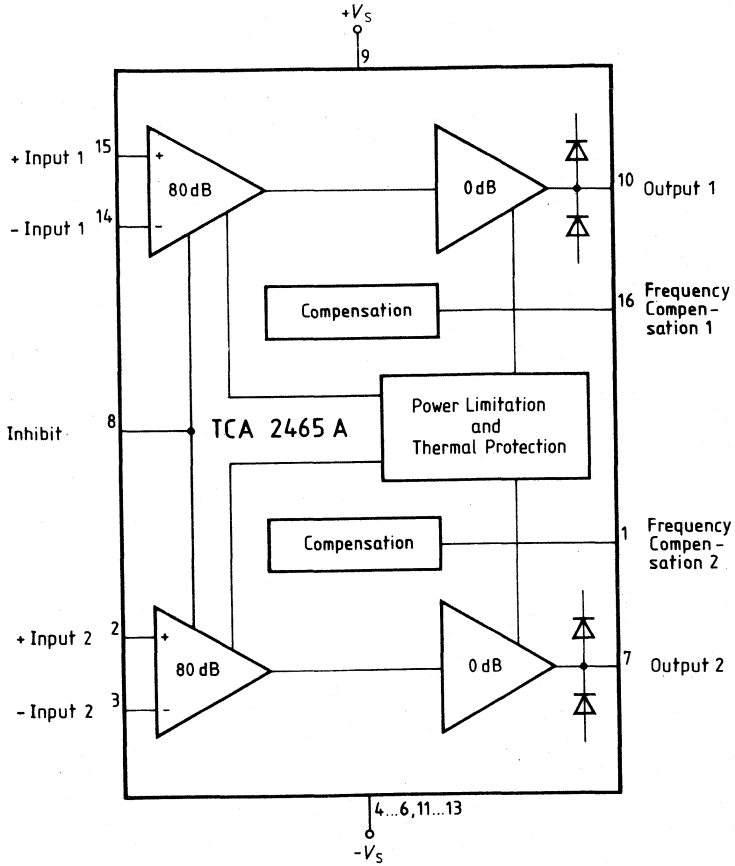 +VS
9
+ Input 1 15
+
80 dB
0 dB
10 Output 1
- Input 1 14
-
Compensation
16 Frequency
Compen-
sation 1
Power Limitation
and
Thermal Protection
Inhibit 8
TCA 2465 A
Compensation
1 Frequency
Compen-
sation 2
+ Input 2 2
+
80 dB
0 dB
7 Output 2
- Input 2 3
-
4...6,11...13
-VS